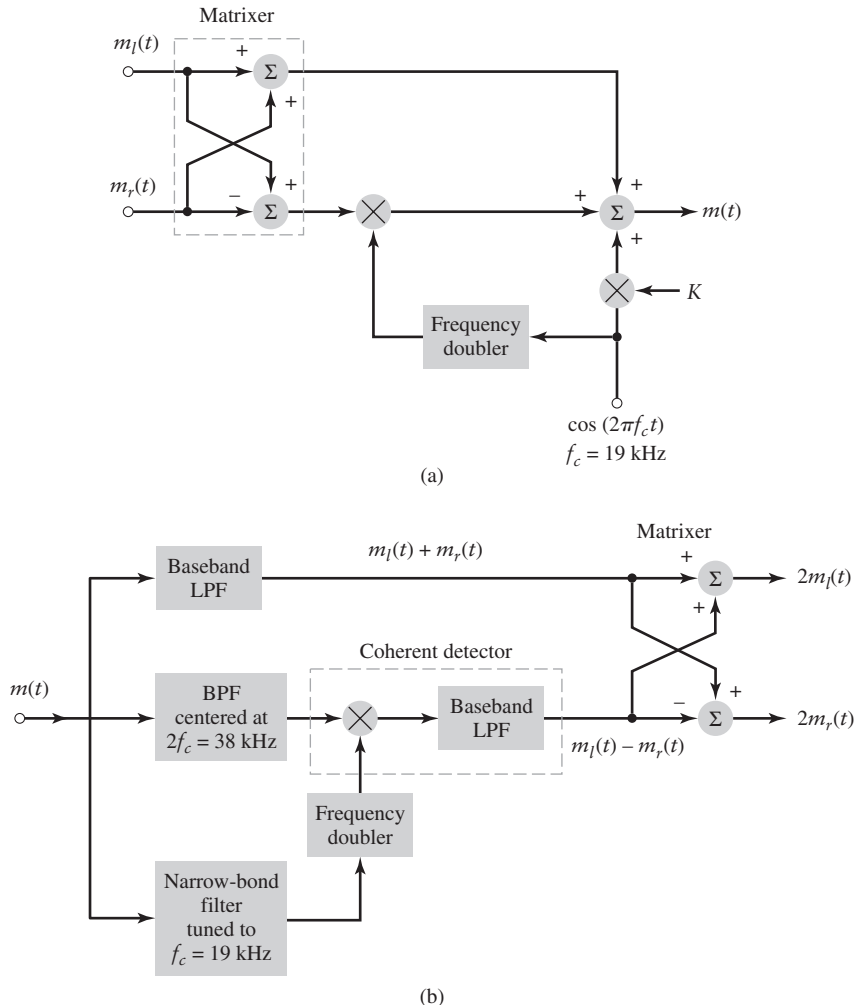 Matrixer
m_l(t)
+
Σ
+
m_r(t)
−
+
Σ
+
+
Σ
+
m(t)
K
Frequency
doubler
cos (2πf_ct)
f_c = 19 kHz
(a)
Matrixer
Baseband
LPF
m_l(t) + m_r(t)
+
Σ
2m_l(t)
+
Coherent detector
m(t)
BPF
centered at
2f_c = 38 kHz
Baseband
LPF
m_l(t) − m_r(t)
−
+
Σ
2m_r(t)
Frequency
doubler
Narrow-bond
filter
tuned to
f_c = 19 kHz
(b)